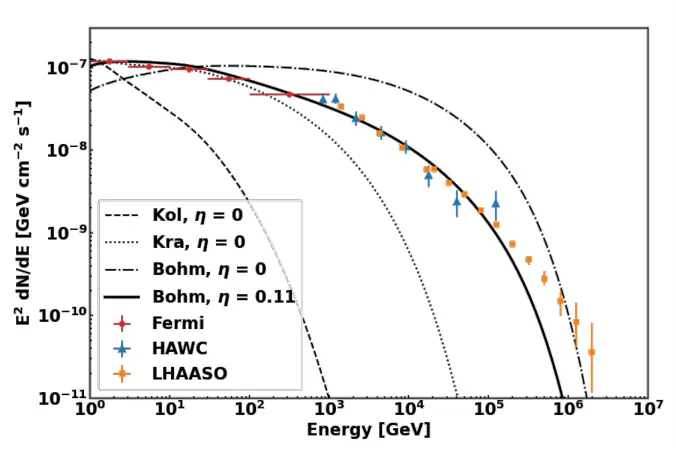 10⁻⁷
10⁻⁸
10⁻⁹
10⁻¹⁰
10⁻¹¹
E² dN/dE [GeV cm⁻² s⁻¹]
Kol, η = 0
Kra, η = 0
Bohm, η = 0
Bohm, η = 0.11
Fermi
HAWC
LHAASO
10⁰ 10¹ 10² 10³ 10⁴ 10⁵ 10⁶ 10⁷
Energy [GeV]